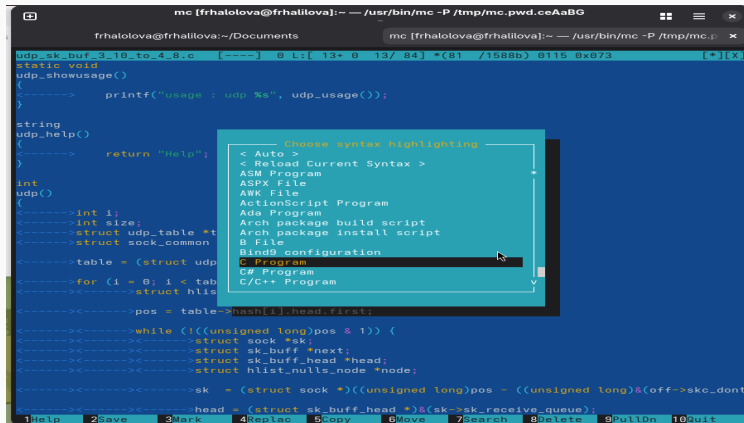 mc [frhalolova@frhalilova]:~ — /usr/bin/mc -P /tmp/mc.pwd.ceAaBG
frhalolova@frhalilova:~/Documents
mc [frhalolova@frhalilova]:~ — /usr/bin/mc -P /tmp/mc.p
udp_sk_buf_3_10_to_4_8.c [----] 0 L:[ 13+ 0 13/ 84] *(81 /1588b) 0115 0x073 [*][X]
static void
udp_showusage()
{
<------> printf("usage : udp %s", udp_usage());
}
string
udp_help()
{
<------> return "Help";
}
int
udp()
{
<------>int i;
<------>int size;
<------>struct udp_table *t
<------>struct sock_common
<------>table = (struct udp
<------>for (i = 0; i < tab
<------><------>struct hlis
<------><------>pos = table->hash[i].head.first;
<------><------>while (!((unsigned long)pos & 1)) {
<------><------><------>struct sock *sk;
<------><------><------>struct sk_buff *next;
<------><------><------>struct sk_buff_head *head;
<------><------><------>struct hlist_nulls_node *node;
<------><------><------>sk = (struct sock *)((unsigned long)pos - ((unsigned long)&(off->skc_dont
<------><------><------>head = (struct sk_buff_head *)&(sk->sk_receive_queue);
Choose syntax highlighting
< Auto >
< Reload Current Syntax >
ASM Program
ASPX File
AWK File
ActionScript Program
Ada Program
Arch package build script
Arch package install script
B File
Bind9 configuration
C Program
C# Program
C/C++ Program
1Help 2Save 3Mark 4Replac 5Copy 6Move 7Search 8Delete 9PullDn 10Quit